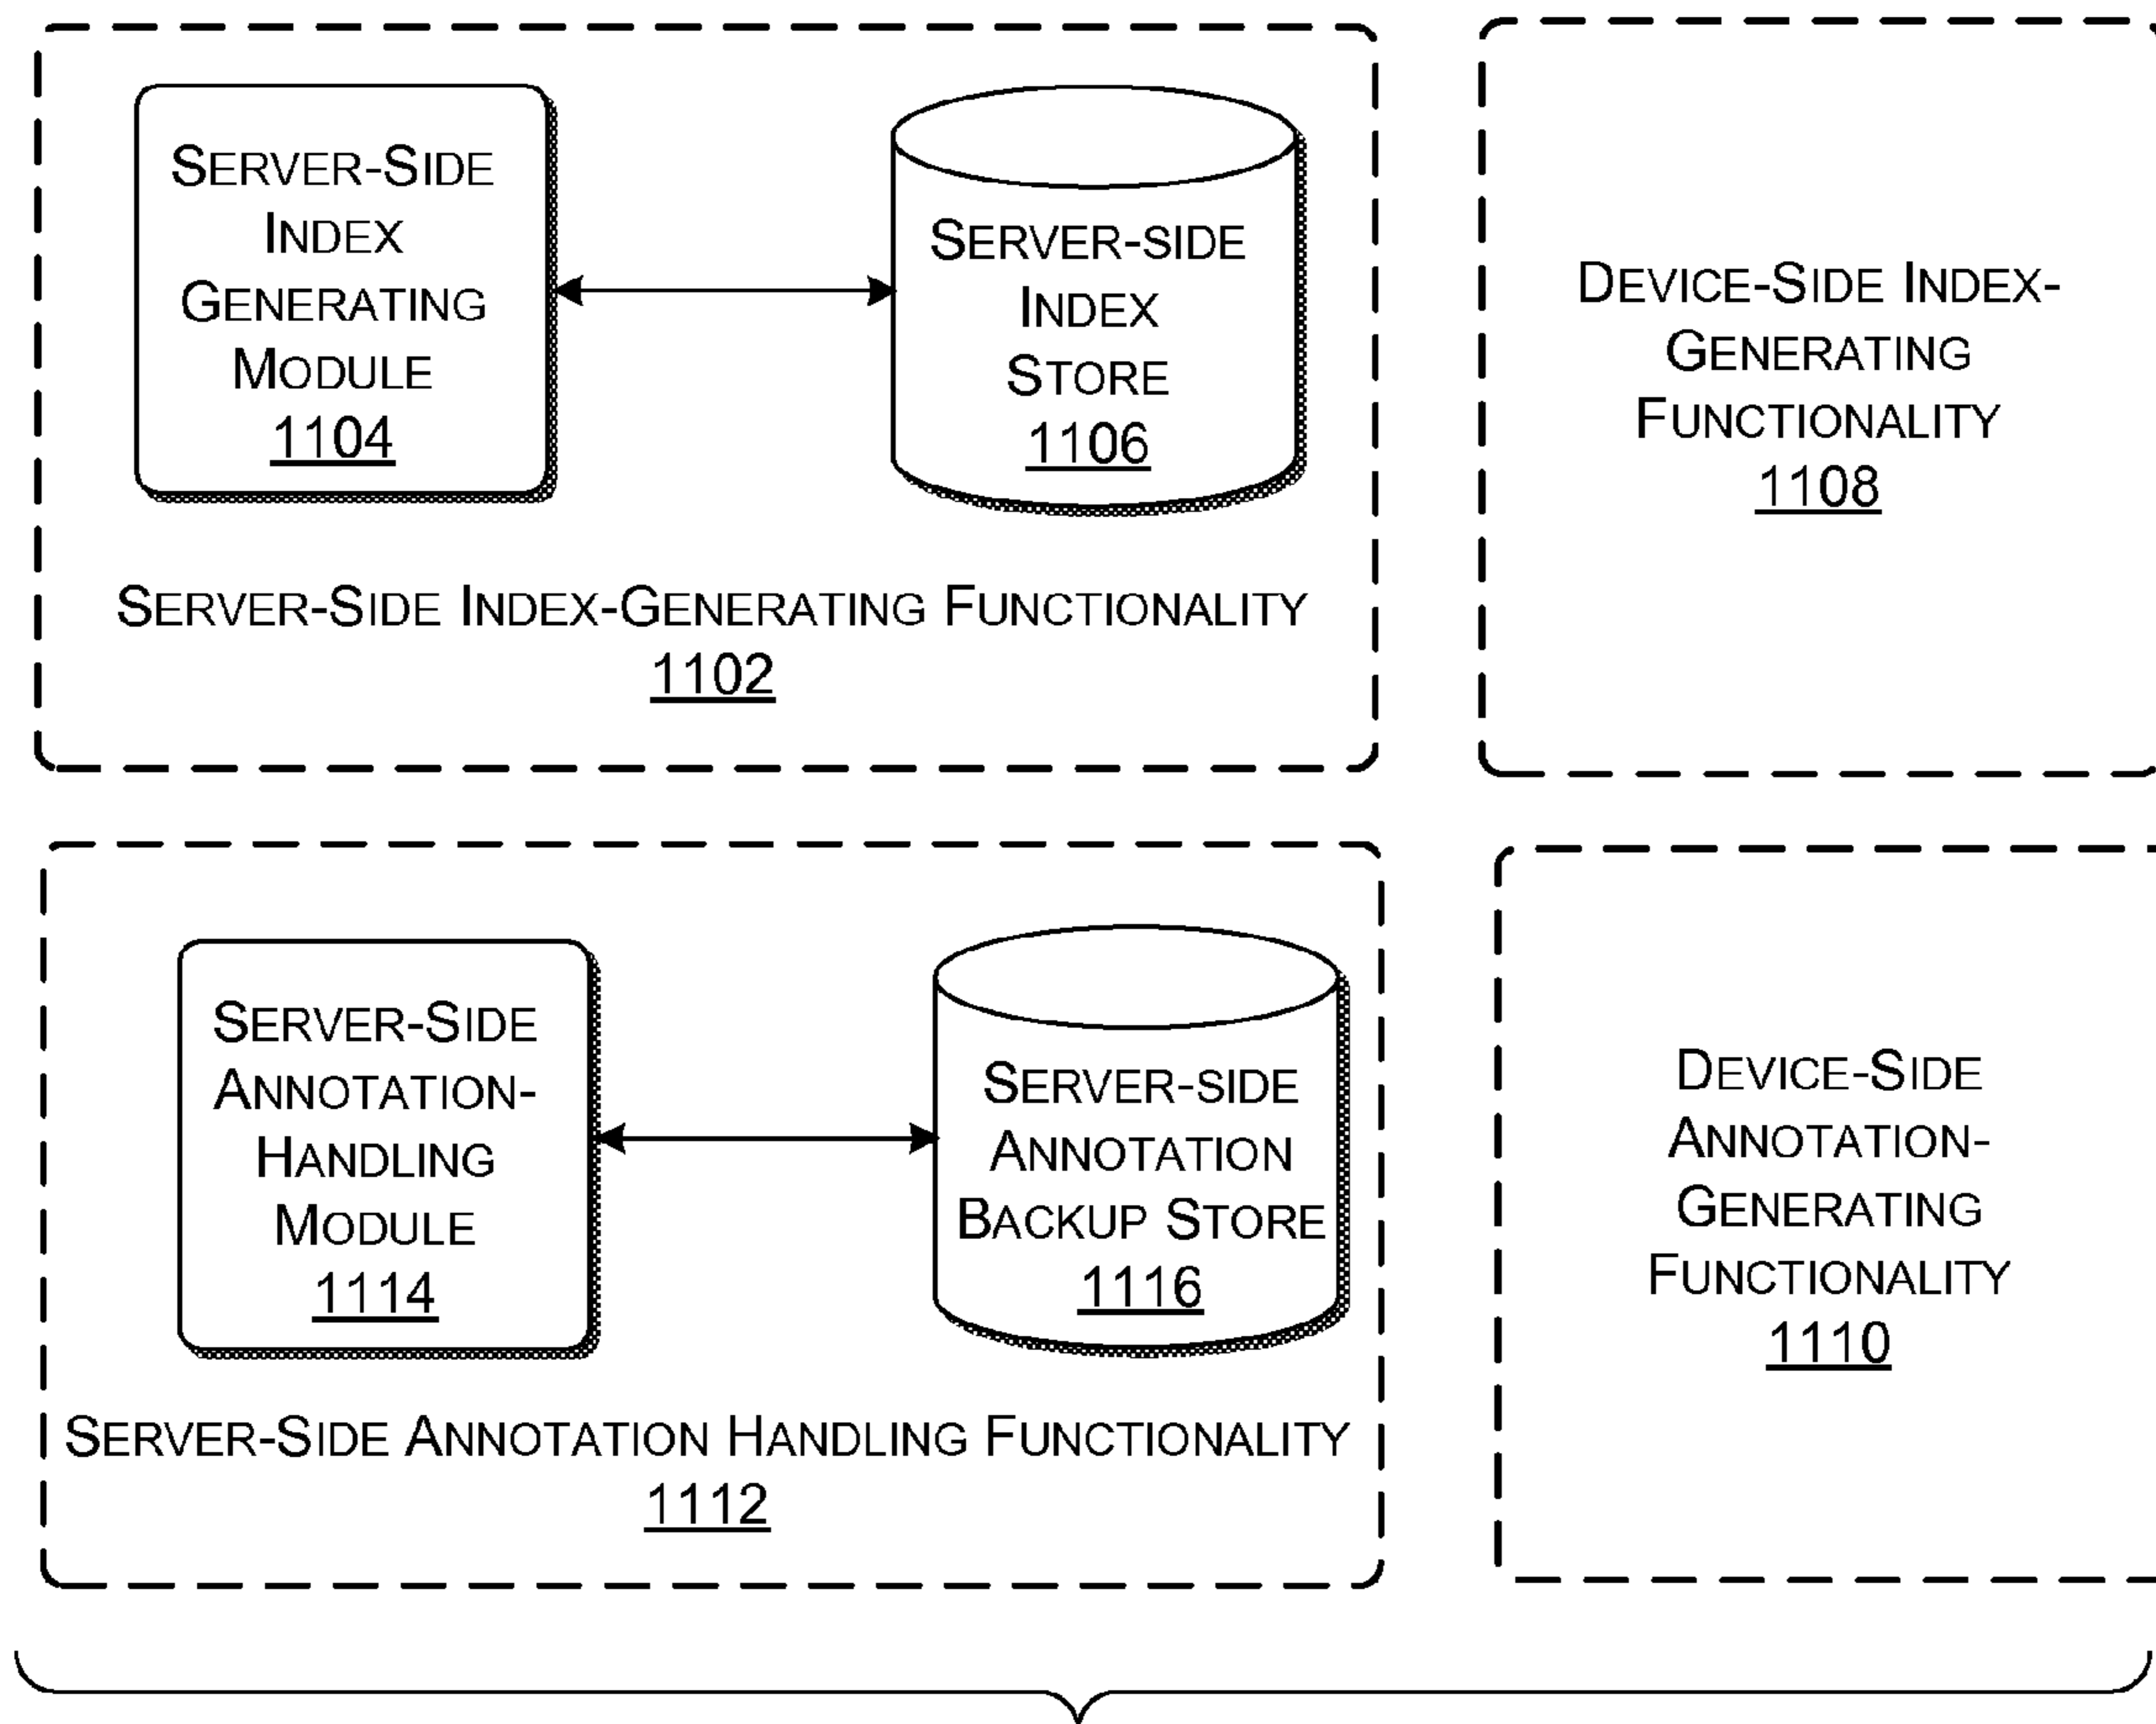 SERVER-SIDE
INDEX
GENERATING
MODULE
1104
SERVER-SIDE
INDEX
STORE
1106
SERVER-SIDE INDEX-GENERATING FUNCTIONALITY
1102
DEVICE-SIDE INDEX-
GENERATING
FUNCTIONALITY
1108
SERVER-SIDE
ANNOTATION-
HANDLING
MODULE
1114
SERVER-SIDE
ANNOTATION
BACKUP STORE
1116
SERVER-SIDE ANNOTATION HANDLING FUNCTIONALITY
1112
DEVICE-SIDE
ANNOTATION-
GENERATING
FUNCTIONALITY
1110